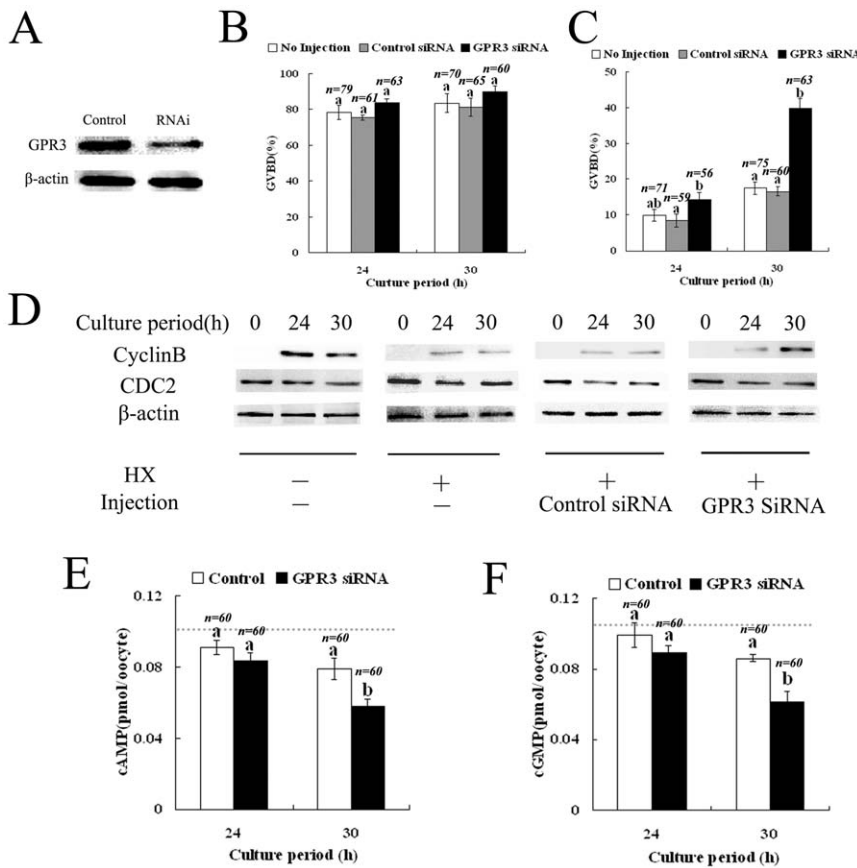 A
Control RNAi
GPR3
β-actin
B
No Injection Control siRNA GPR3 siRNA
GVBD(%)
100
80
60
40
20
0
n=79
a
n=61
a
n=63
a
n=70
a
n=65
a
n=60
a
24 30
Curture period (h)
C
No Injection Control siRNA GPR3 siRNA
GVBD(%)
50
40
30
20
10
0
n=71
ab
n=59
a
n=56
b
n=75
a
n=60
a
n=63
b
24 30
Culture period (h)
D
Culture period(h) 0 24 30 0 24 30 0 24 30 0 24 30
CyclinB
CDC2
β-actin
HX − + + +
Injection − − Control siRNA GPR3 SiRNA
E
Control GPR3 siRNA
cAMP(pmol/oocyte)
0.12
0.08
0.04
0
n=60
a
n=60
a
n=60
a
n=60
b
24 30
Culture period (h)
F
Control GPR3 siRNA
cGMP(pmol/oocyte)
0.12
0.08
0.04
0
n=60
a
n=60
a
n=60
a
n=60
b
24 30
Culture period (h)